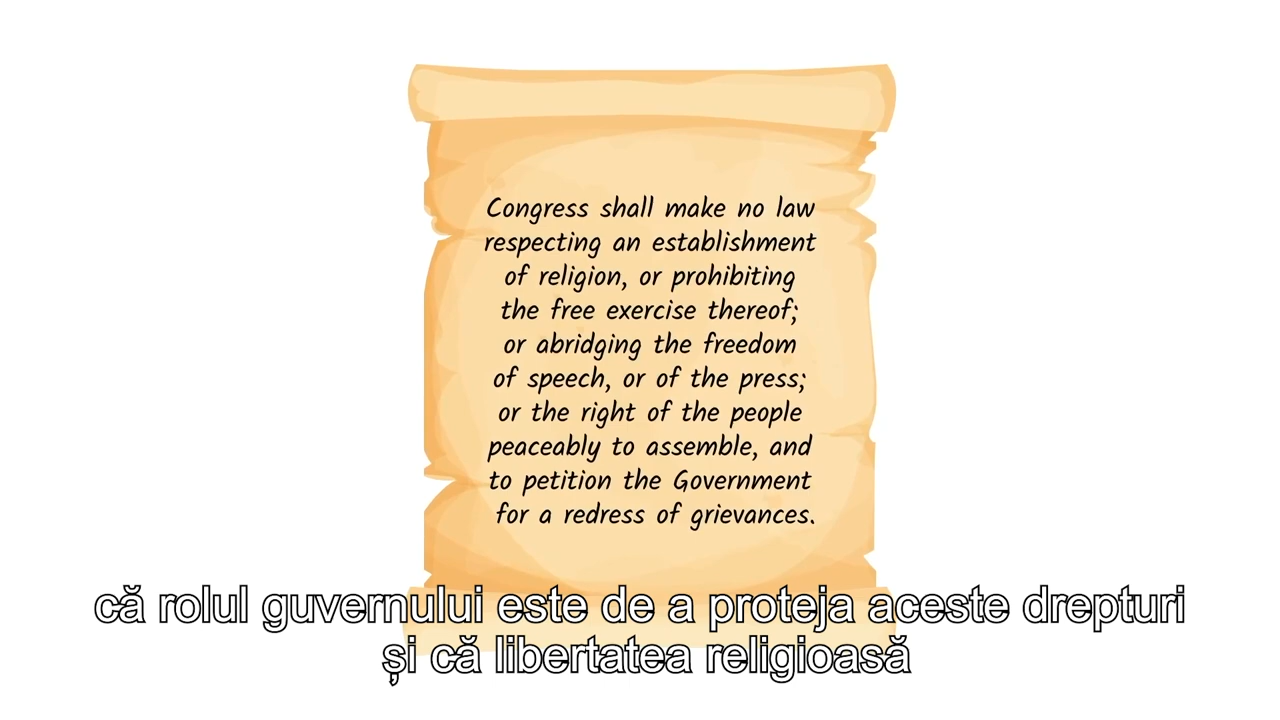 Congress shall make no law
respecting an establishment
of religion, or prohibiting
the free exercise thereof;
or abridging the freedom
of speech, or of the press;
or the right of the people
peaceably to assemble, and
to petition the Government
for a redress of grievances.
că rolul guvernului este de a proteja aceste drepturi
și că libertatea religioasă